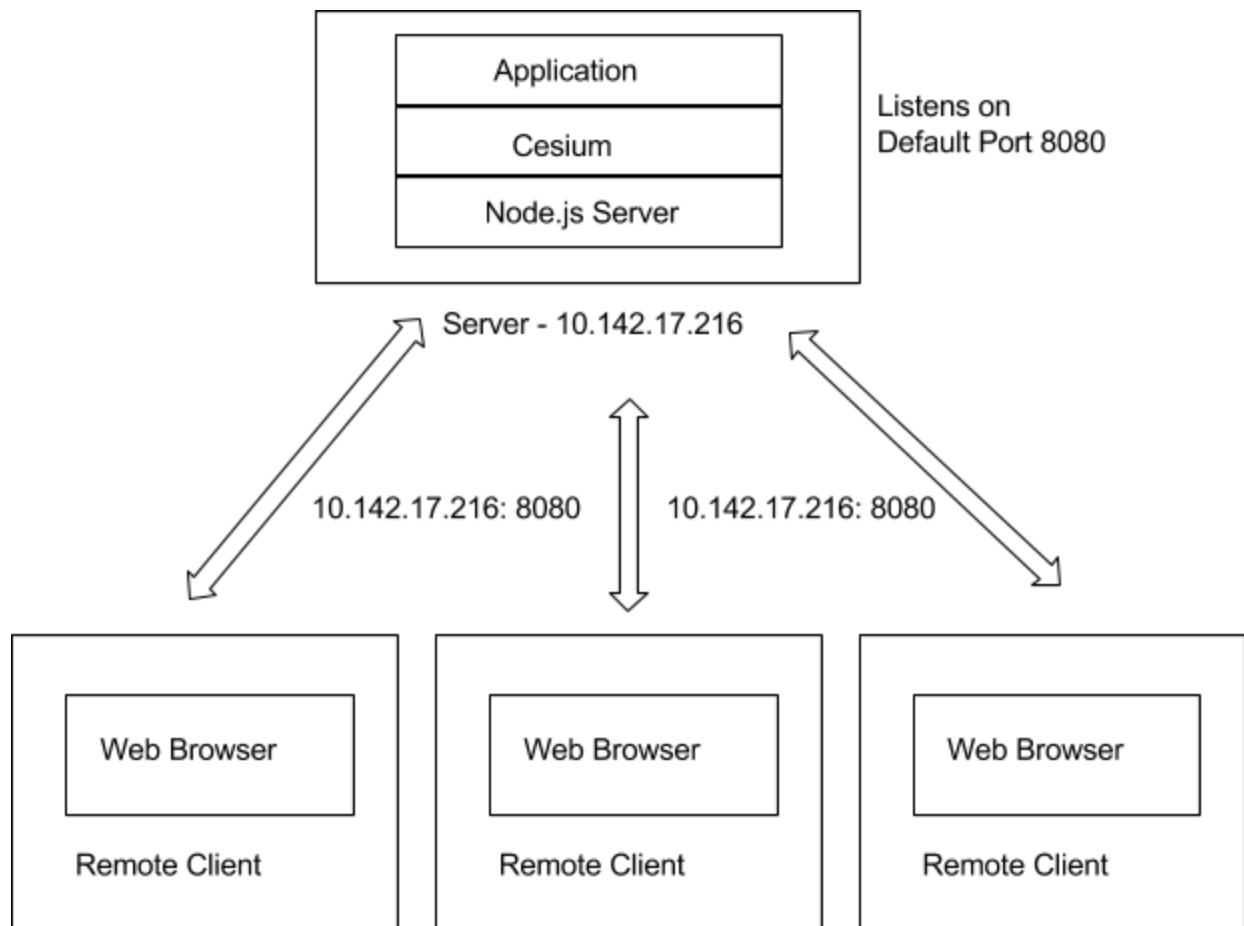 Application
Cesium
Node.js Server
Listens on
Default Port 8080
Server - 10.142.17.216
10.142.17.216: 8080
10.142.17.216: 8080
Web Browser
Remote Client
Web Browser
Remote Client
Web Browser
Remote Client